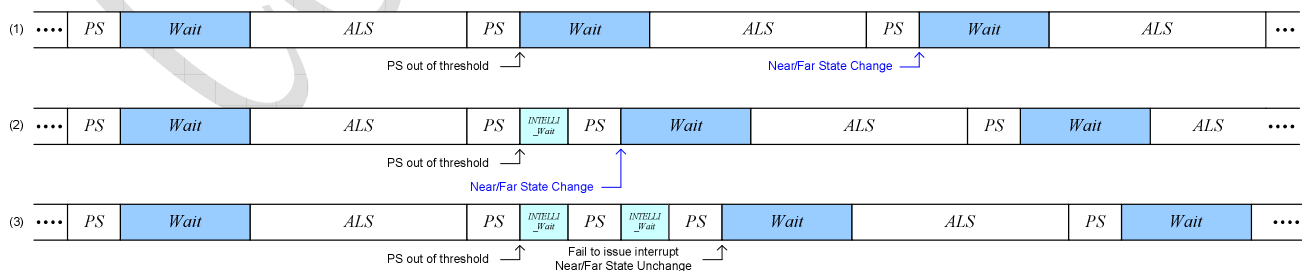 (1) •••• PS Wait ALS PS Wait ALS PS Wait ALS •••
PS out of threshold
Near/Far State Change
(2) •••• PS Wait ALS PS INTELLI _Wait PS Wait ALS PS Wait ALS ••••
PS out of threshold
Near/Far State Change
(3) •••• PS Wait ALS PS INTELLI _Wait PS INTELLI _Wait PS Wait ALS PS Wait ••••
PS out of threshold
Fail to issue interrupt
Near/Far State Unchange